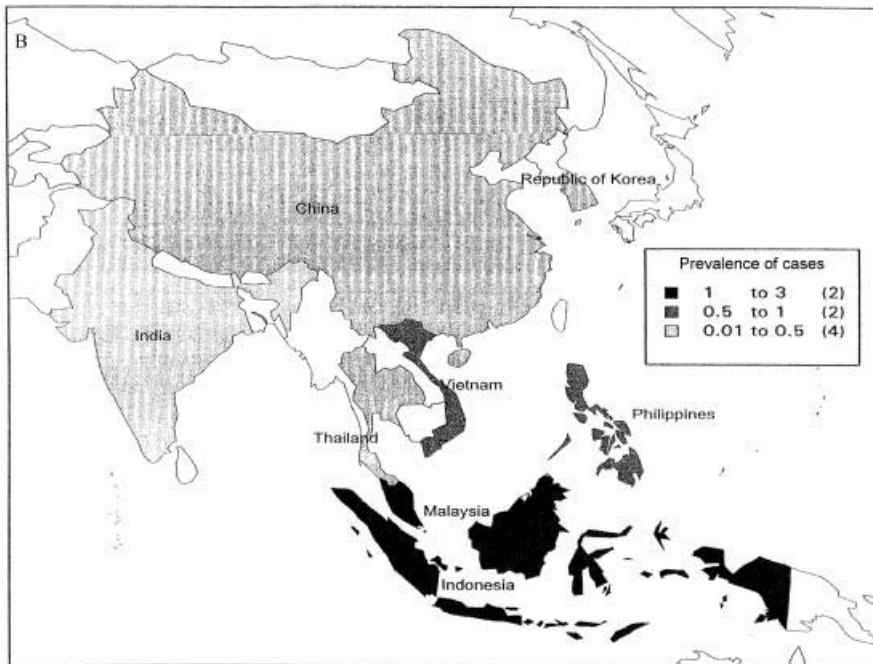 B
Republic of Korea
China
Prevalence of cases
1 to 3 (2)
0.5 to 1 (2)
0.01 to 0.5 (4)
India
Vietnam
Philippines
Thailand
Malaysia
Indonesia